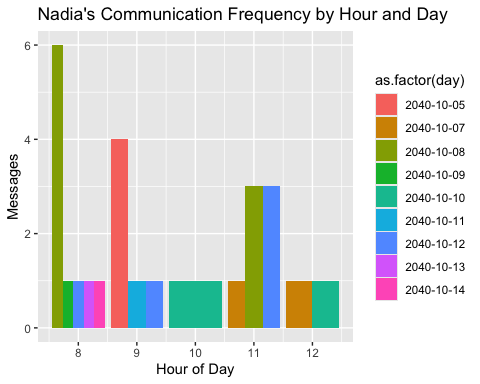 Nadia's Communication Frequency by Hour and Day
6
4
2
0
Messages
8 9 10 11 12
Hour of Day
as.factor(day)
2040-10-05
2040-10-07
2040-10-08
2040-10-09
2040-10-10
2040-10-11
2040-10-12
2040-10-13
2040-10-14